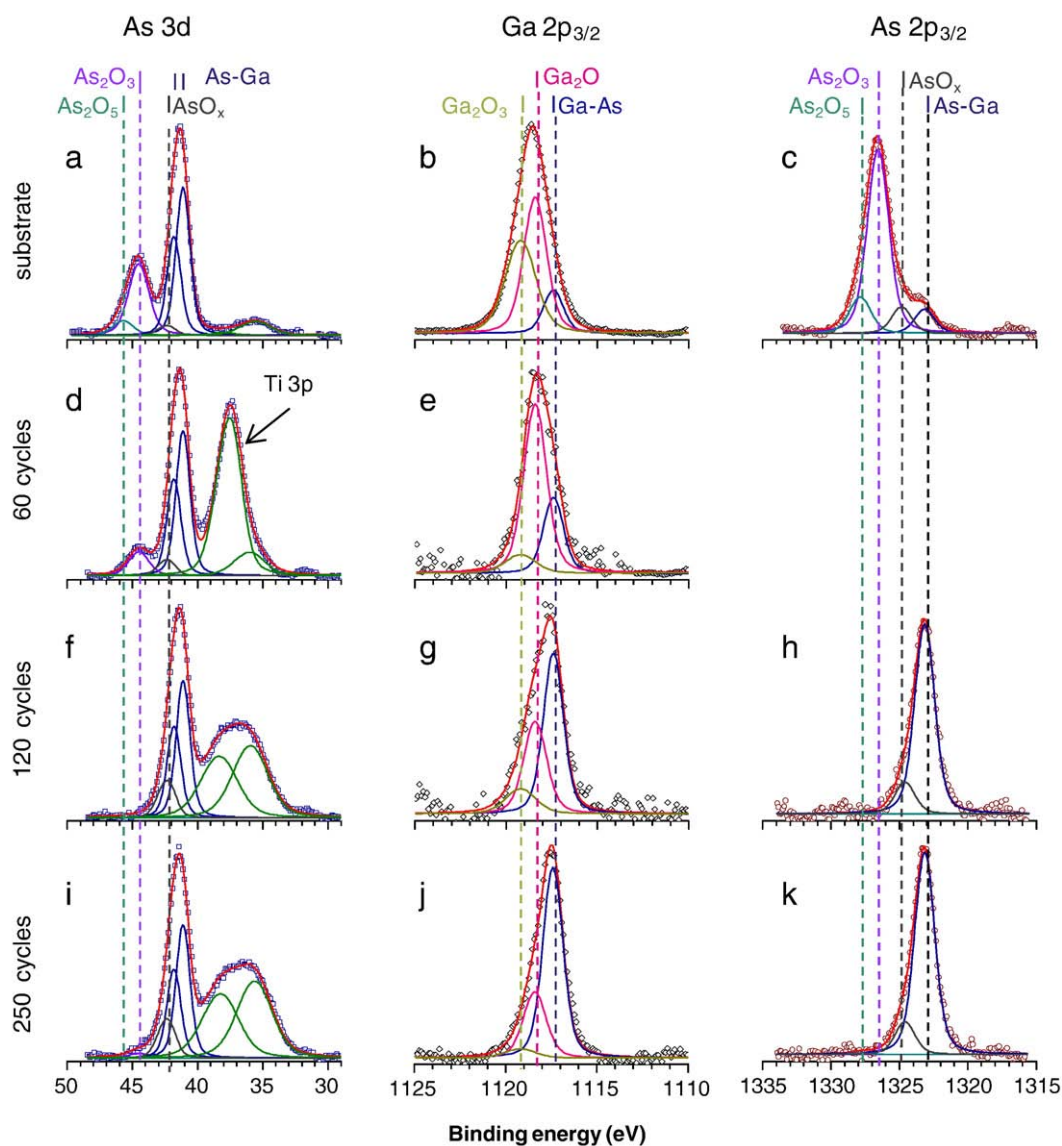 As 3d Ga 2p3/2 As 2p3/2
As2O3 As-Ga Ga2O As2O3 AsOx
As2O5 AsOx Ga2O3 Ga-As As2O5 As-Ga
a b c
substrate
d Ti 3p e
60 cycles
f g h
120 cycles
i j k
250 cycles
50 45 40 35 30 1125 1120 1115 1110 1334 1330 1325 1320 1315
Binding energy (eV)